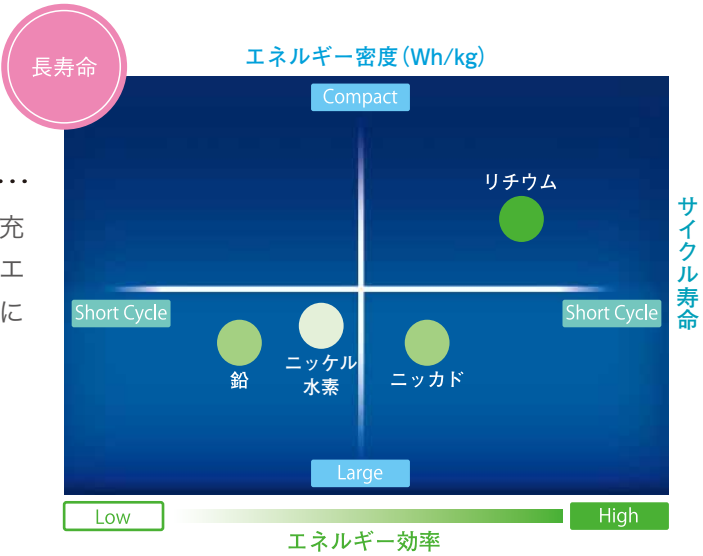 長寿命
エネルギー密度(Wh/kg)
Compact
…
充
エ
に
リチウム
サイクル寿命
Short Cycle
Short Cycle
鉛
ニッケル
水素
ニッカド
Large
Low
High
エネルギー効率